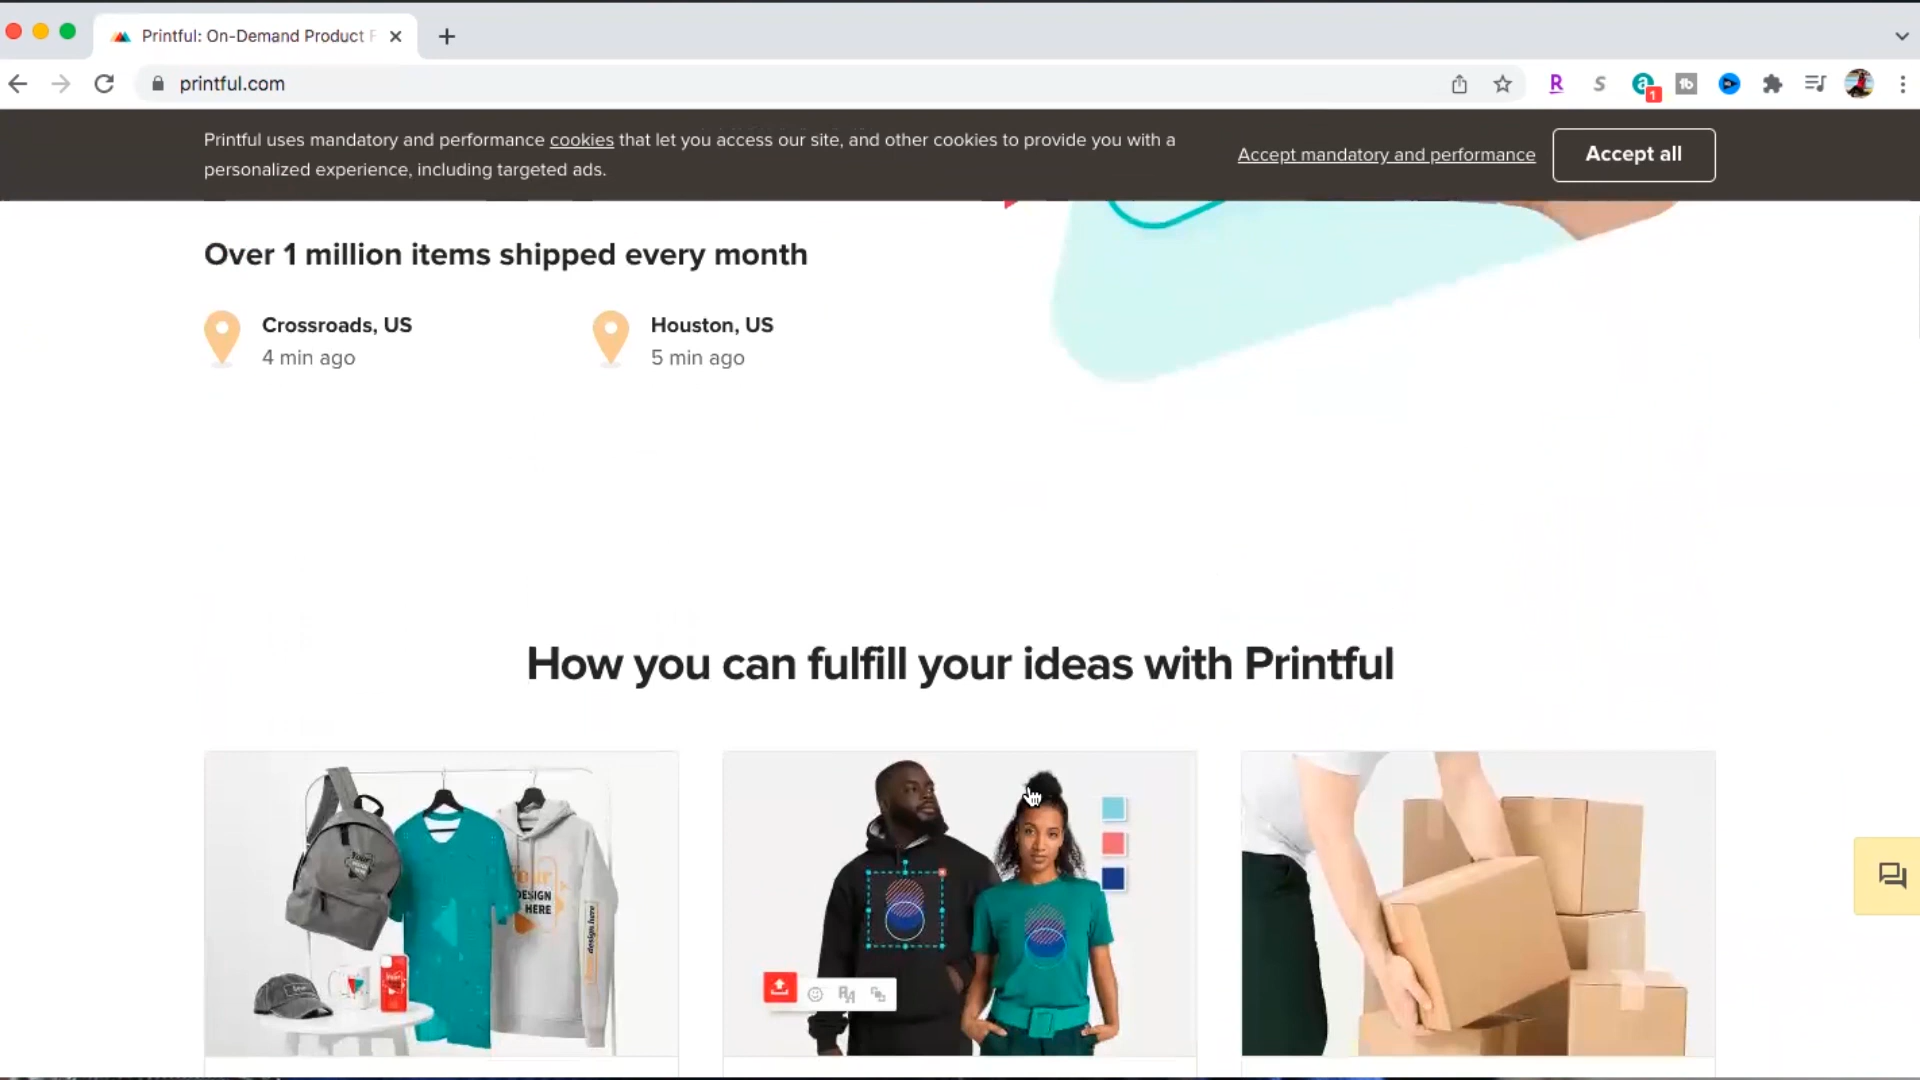 Printful: On-Demand Product F
printful.com
1
Printful uses mandatory and performance cookies that let you access our site, and other cookies to provide you with a
personalized experience, including targeted ads.
Accept mandatory and performance
Accept all
Over 1 million items shipped every month
Crossroads, US
4 min ago
Houston, US
5 min ago
How you can fulfill your ideas with Printful
DESIGN
HERE
design here